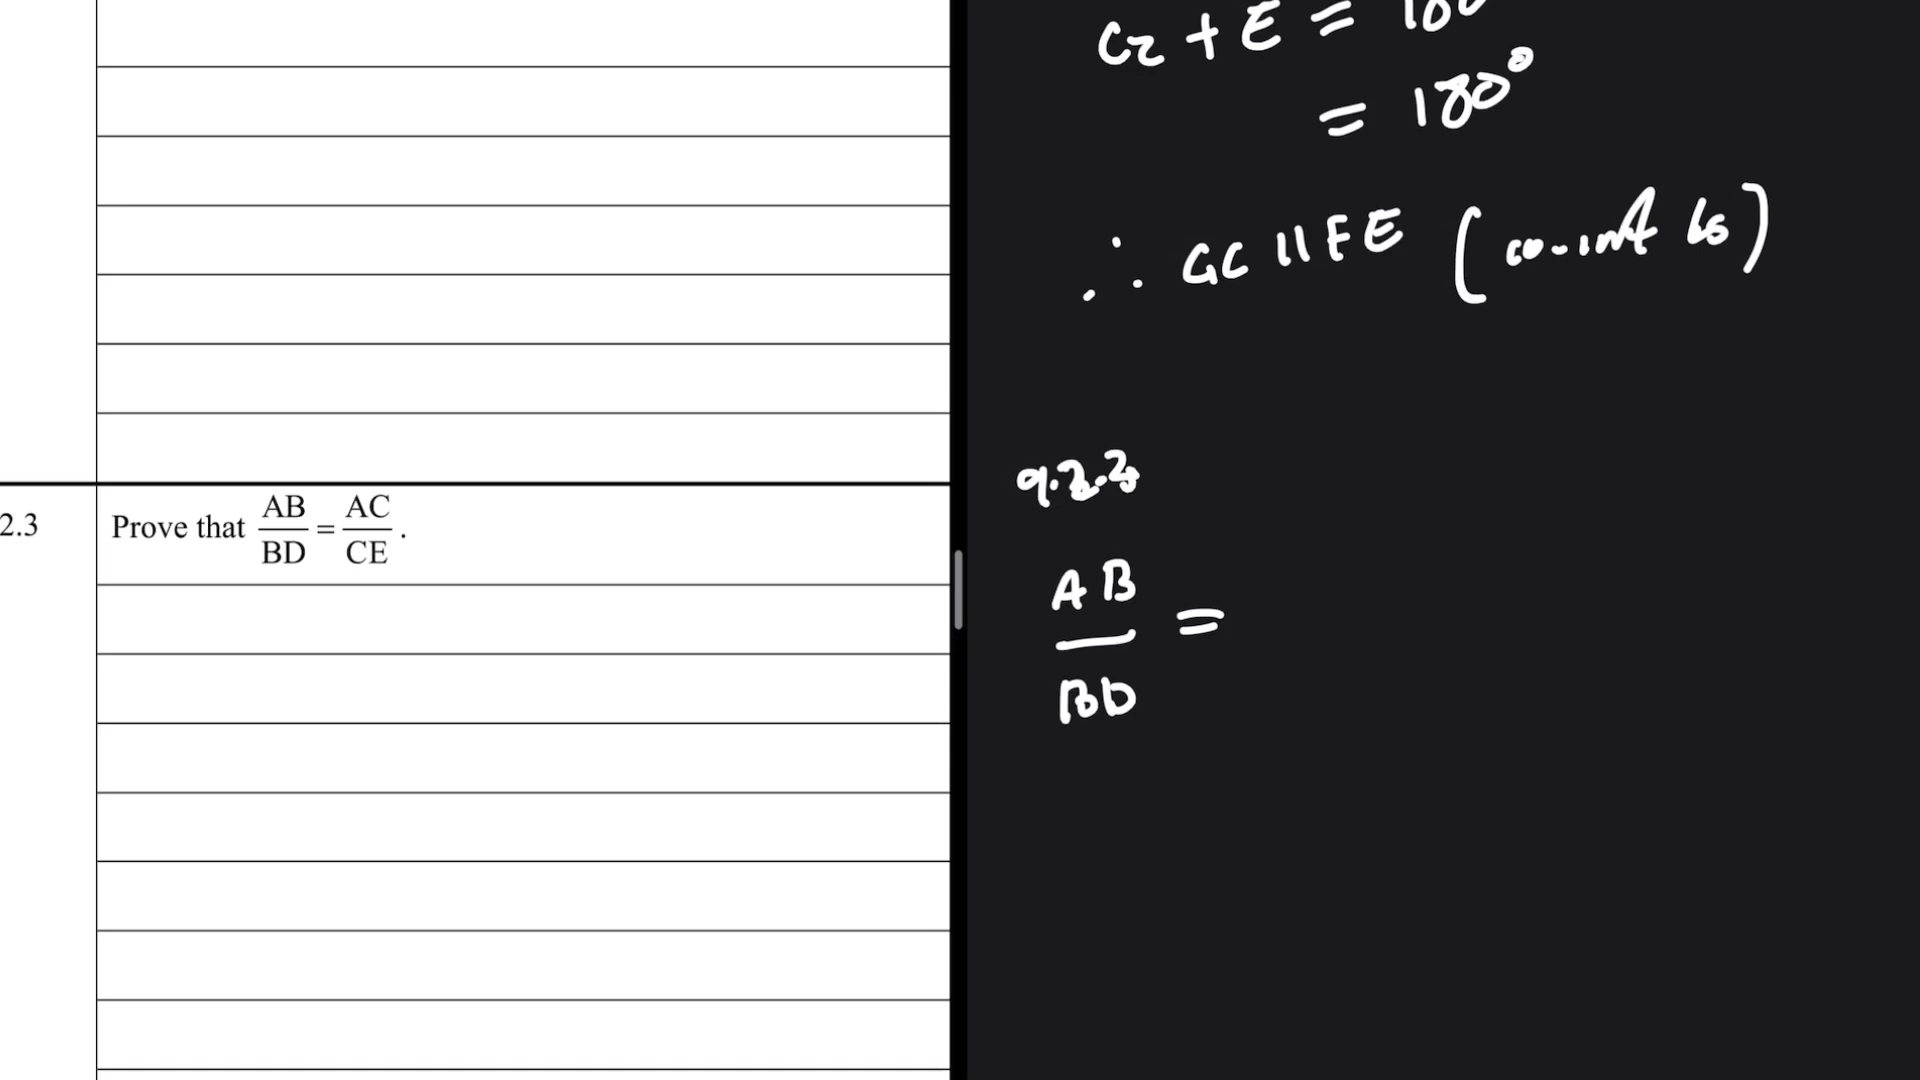 2.3 Prove that AB/BD = AC/CE .
C2 + E = 180
= 180°
∴ GC || FE (co-int ∠s)
9.2.3
AB/BD =